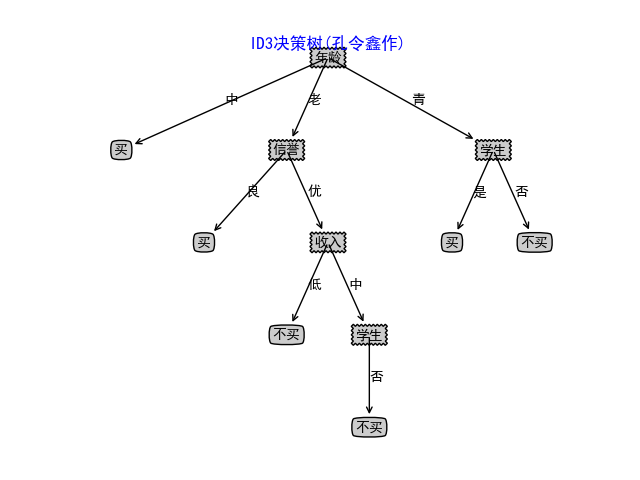 ID3决策树(孔令鑫作)
年龄
中
老
青
买
信誉
学生
良
优
是
否
买
收入
买
不买
低
中
不买
学生
否
不买